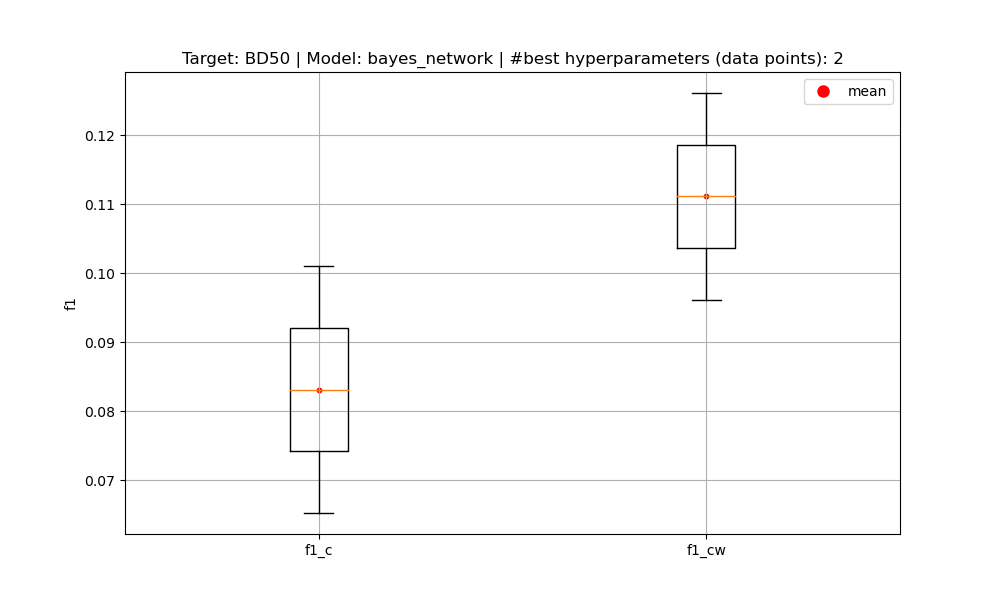 Target: BD50 | Model: bayes_network | #best hyperparameters (data points): 2
mean
0.12
0.11
0.10
0.09
0.08
0.07
f1
f1_c
f1_cw